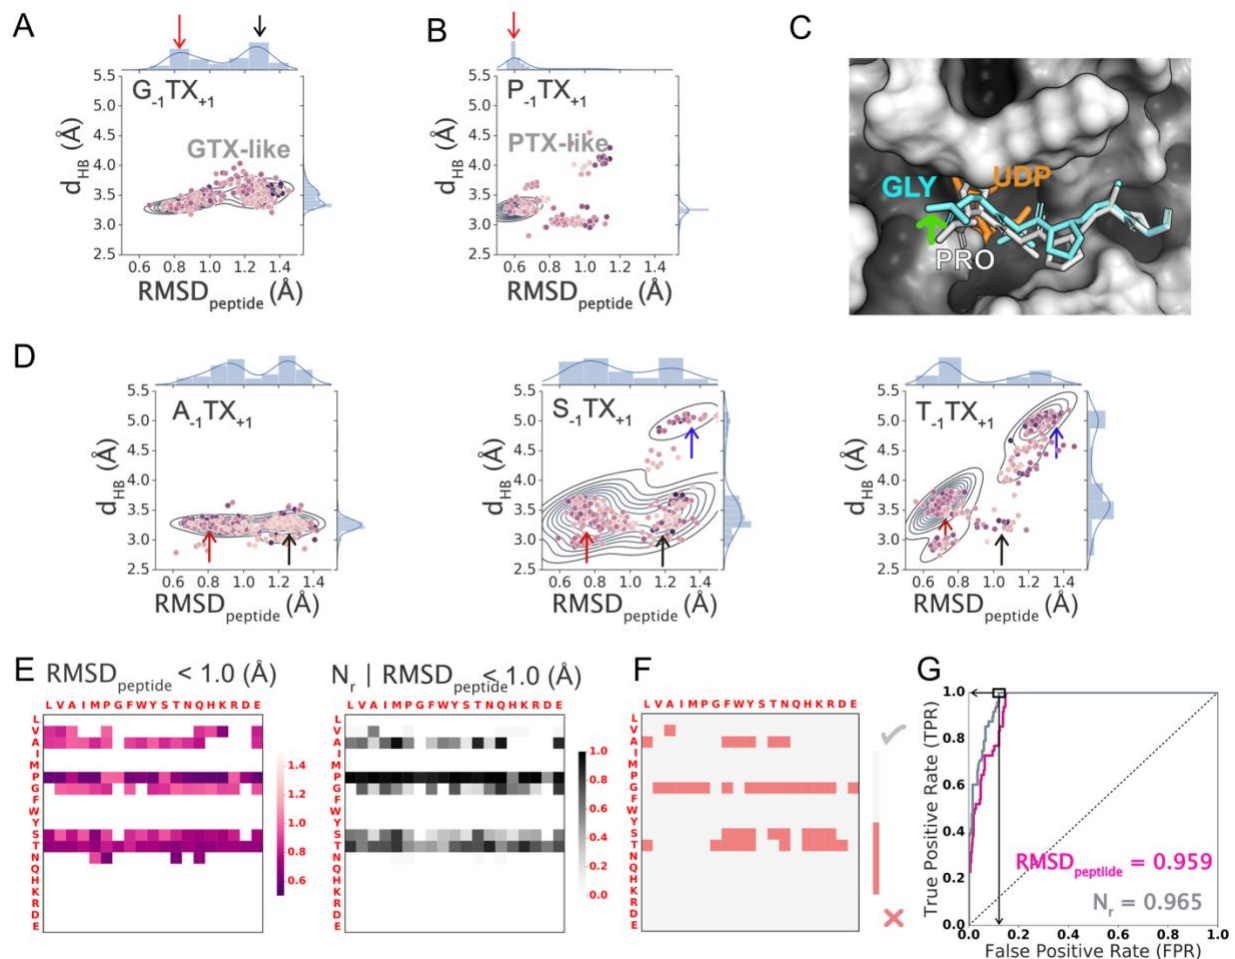 A
B
C
G-1TX+1
GTX-like
5.5
5.0
4.5
4.0
3.5
3.0
2.5
dHB (Å)
0.6 0.8 1.0 1.2 1.4
RMSDpeptide (Å)
P-1TX+1
PTX-like
5.5
5.0
4.5
4.0
3.5
3.0
2.5
dHB (Å)
0.6 0.8 1.0 1.2 1.4
RMSDpeptide (Å)
GLY
UDP
PRO
D
A-1TX+1
5.5
5.0
4.5
4.0
3.5
3.0
2.5
dHB (Å)
0.6 0.8 1.0 1.2 1.4
RMSDpeptide (Å)
S-1TX+1
5.5
5.0
4.5
4.0
3.5
3.0
2.5
dHB (Å)
0.6 0.8 1.0 1.2 1.4
RMSDpeptide (Å)
T-1TX+1
5.5
5.0
4.5
4.0
3.5
3.0
2.5
dHB (Å)
0.6 0.8 1.0 1.2 1.4
RMSDpeptide (Å)
E
RMSDpeptide < 1.0 (Å)
L V A I M P G F W Y S T N Q H K R D E
L
V
A
I
M
P
G
F
W
Y
S
T
N
Q
H
K
R
D
E
1.4
1.2
1.0
0.8
0.6
Nr | RMSDpeptide < 1.0 (Å)
L V A I M P G F W Y S T N Q H K R D E
L
V
A
I
M
P
G
F
W
Y
S
T
N
Q
H
K
R
D
E
1.0
0.8
0.6
0.4
0.2
0.0
F
L V A I M P G F W Y S T N Q H K R D E
L
V
A
I
M
P
G
F
W
Y
S
T
N
Q
H
K
R
D
E
G
True Positive Rate (TPR)
1.0
0.8
0.6
0.4
0.2
0.0
RMSDpeptiide = 0.959
Nr = 0.965
0.0 0.2 0.4 0.6 0.8 1.0
False Positive Rate (FPR)